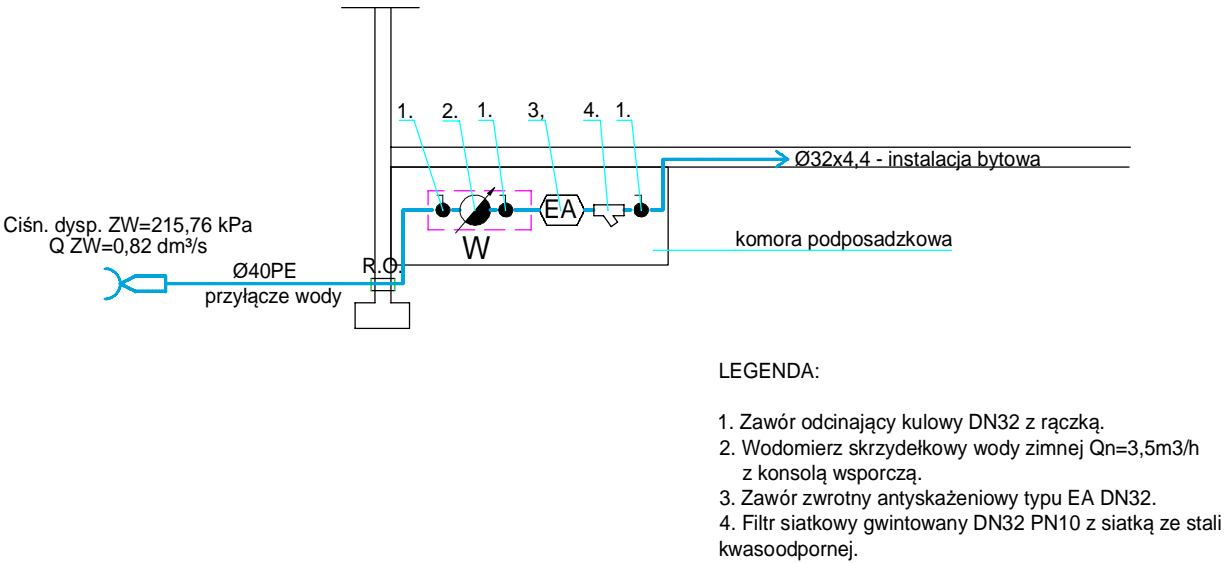 1. 2. 1. 3, 4. 1.
Ø32x4,4 - instalacja bytowa
EA
Ciśn. dysp. ZW=215,76 kPa
Q ZW=0,82 dm³/s
W
komora podposadzkowa
R.O.
Ø40PE
przyłącze wody
LEGENDA:
1. Zawór odcinający kulowy DN32 z rączką.
2. Wodomierz skrzydełkowy wody zimnej Qn=3,5m3/h
z konsolą wsporczą.
3. Zawór zwrotny antyskażeniowy typu EA DN32.
4. Filtr siatkowy gwintowany DN32 PN10 z siatką ze stali
kwasoodpornej.